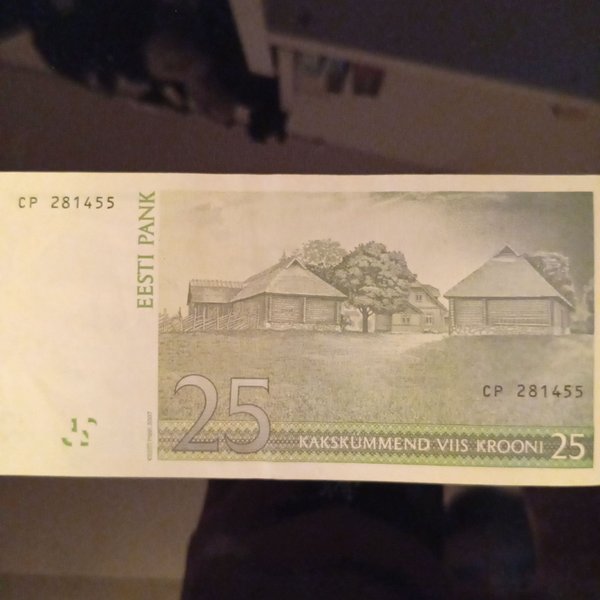 CP 281455
EESTI PANK
CP 281455
25
KAKSKÜMMEND VIIS KROONI 25